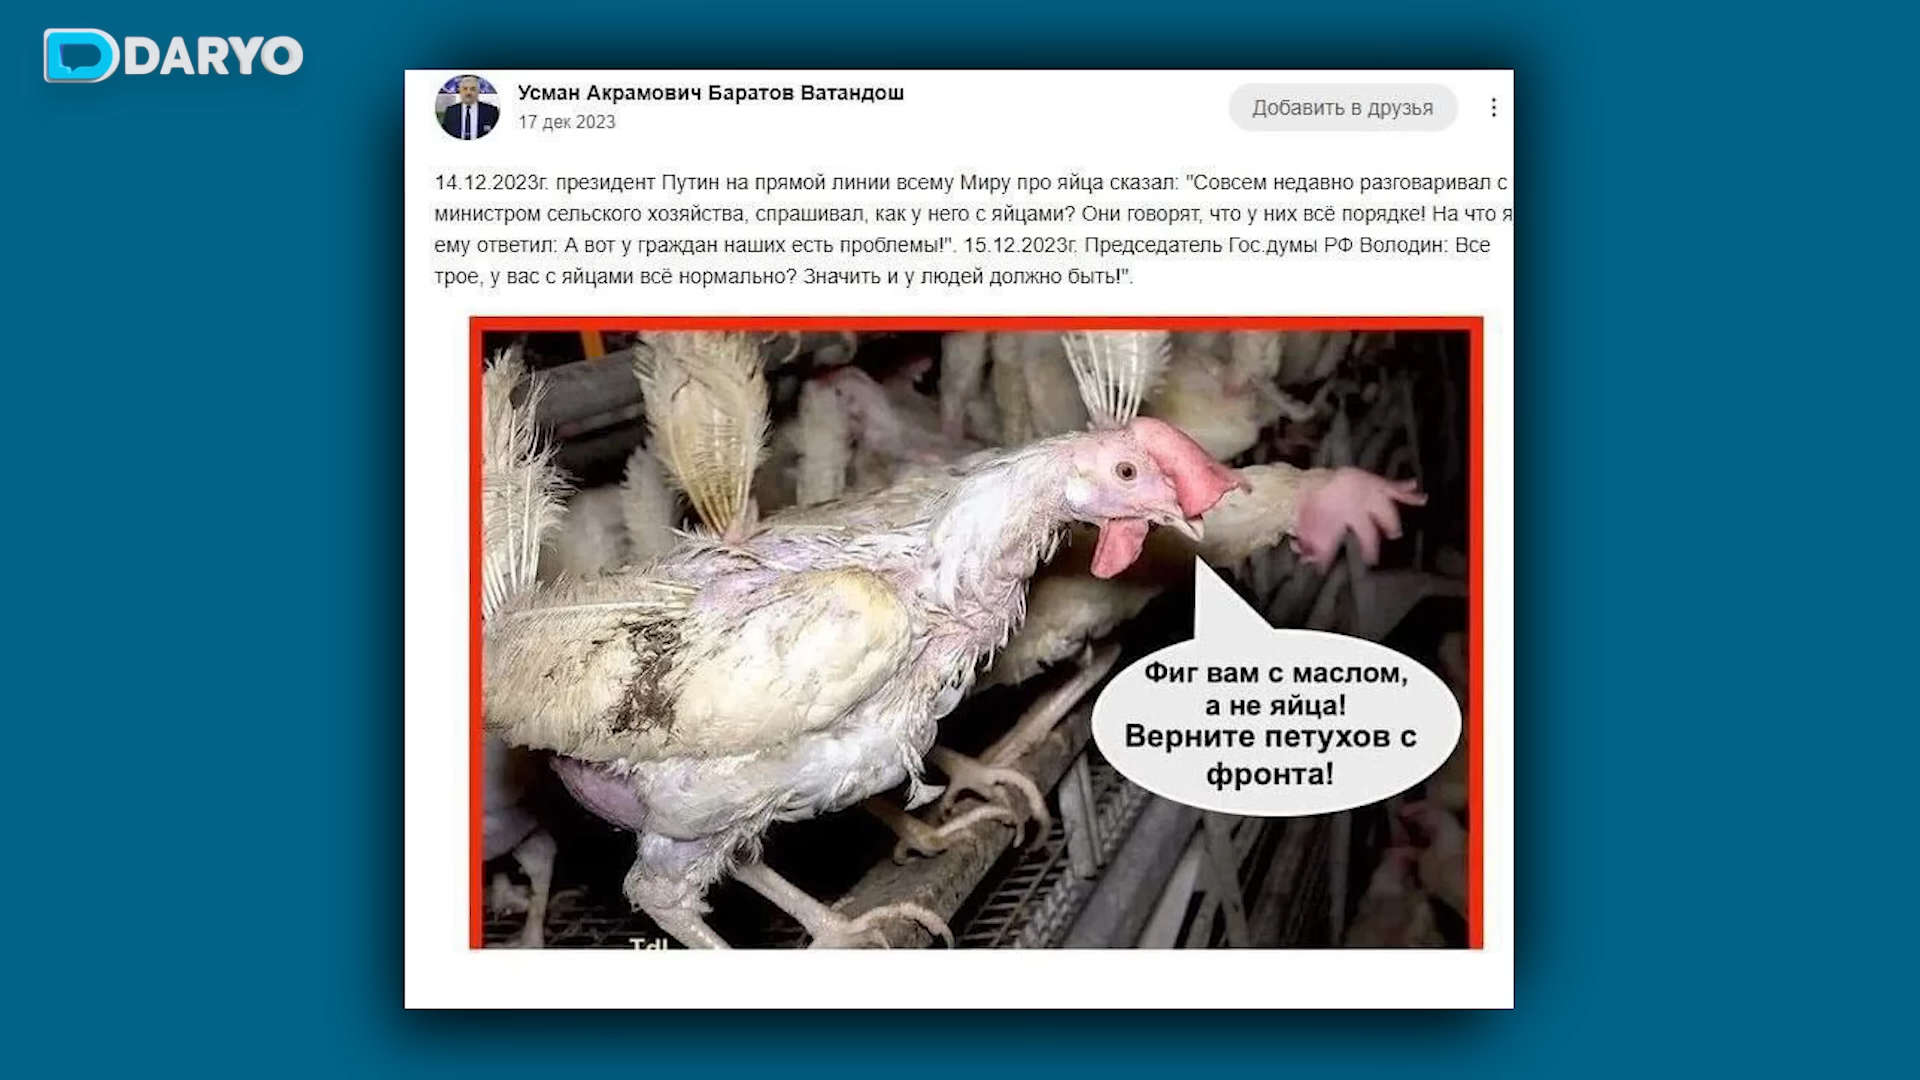 DARYO
Усман Акрамович Баратов Ватандош
17 дек 2023
Добавить в друзья
14.12.2023г. президент Путин на прямой линии всему Миру про яйца сказал: "Совсем недавно разговаривал с
министром сельского хозяйства, спрашивал, как у него с яйцами? Они говорят, что у них всё порядке! На что я
ему ответил: А вот у граждан наших есть проблемы!". 15.12.2023г. Председатель Гос.думы РФ Володин: Все
трое, у вас с яйцами всё нормально? Значить и у людей должно быть!".
Фиг вам с маслом,
а не яйца!
Верните петухов с
фронта!